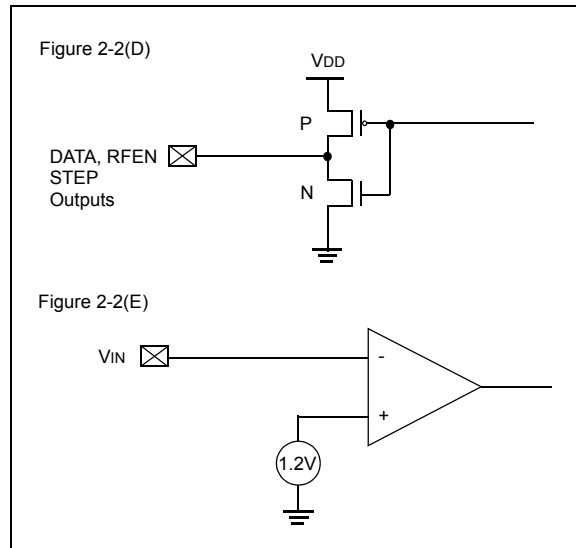 Figure 2-2(D)
VDD
P
DATA, RFEN
STEP
Outputs
N
Figure 2-2(E)
VIN
-
+
1.2V